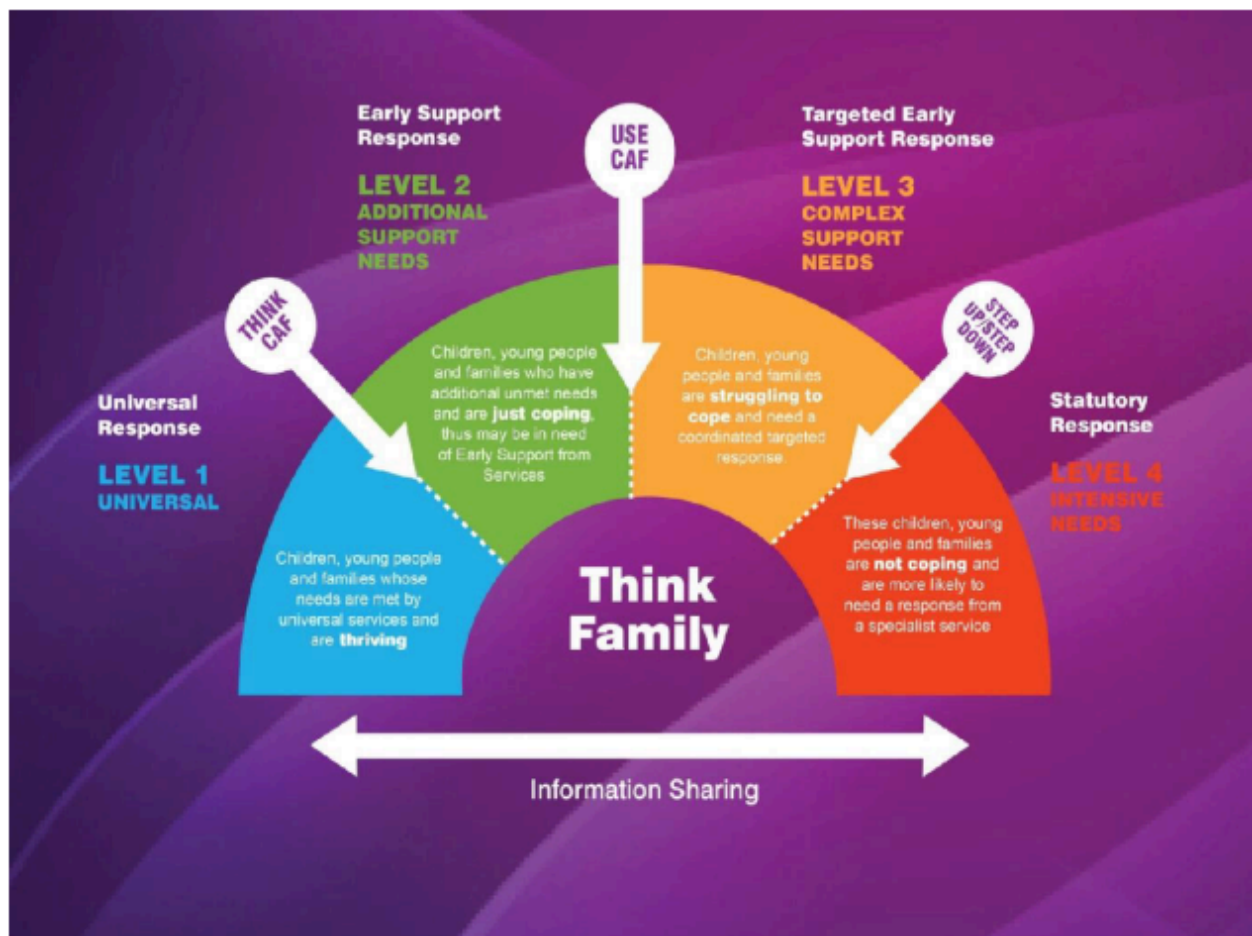 Early Support
Response
LEVEL 2
ADDITIONAL
SUPPORT
NEEDS
USE
CAF
Targeted Early
Support Response
LEVEL 3
COMPLEX
SUPPORT
NEEDS
THINK
CAF
STEP
UP/STEP
DOWN
Universal
Response
LEVEL 1
UNIVERSAL
Statutory
Response
LEVEL 4
INTENSIVE
NEEDS
Children, young people
and families whose
needs are met by
universal services and
are thriving
Children, young people
and families who have
additional unmet needs
and are just coping,
thus may be in need
of Early Support from
Services
Children, young
people and families
are struggling to
cope and need a
coordinated targeted
response.
These children, young
people and families
are not coping and
are more likely to
need a response from
a specialist service
Think
Family
Information Sharing